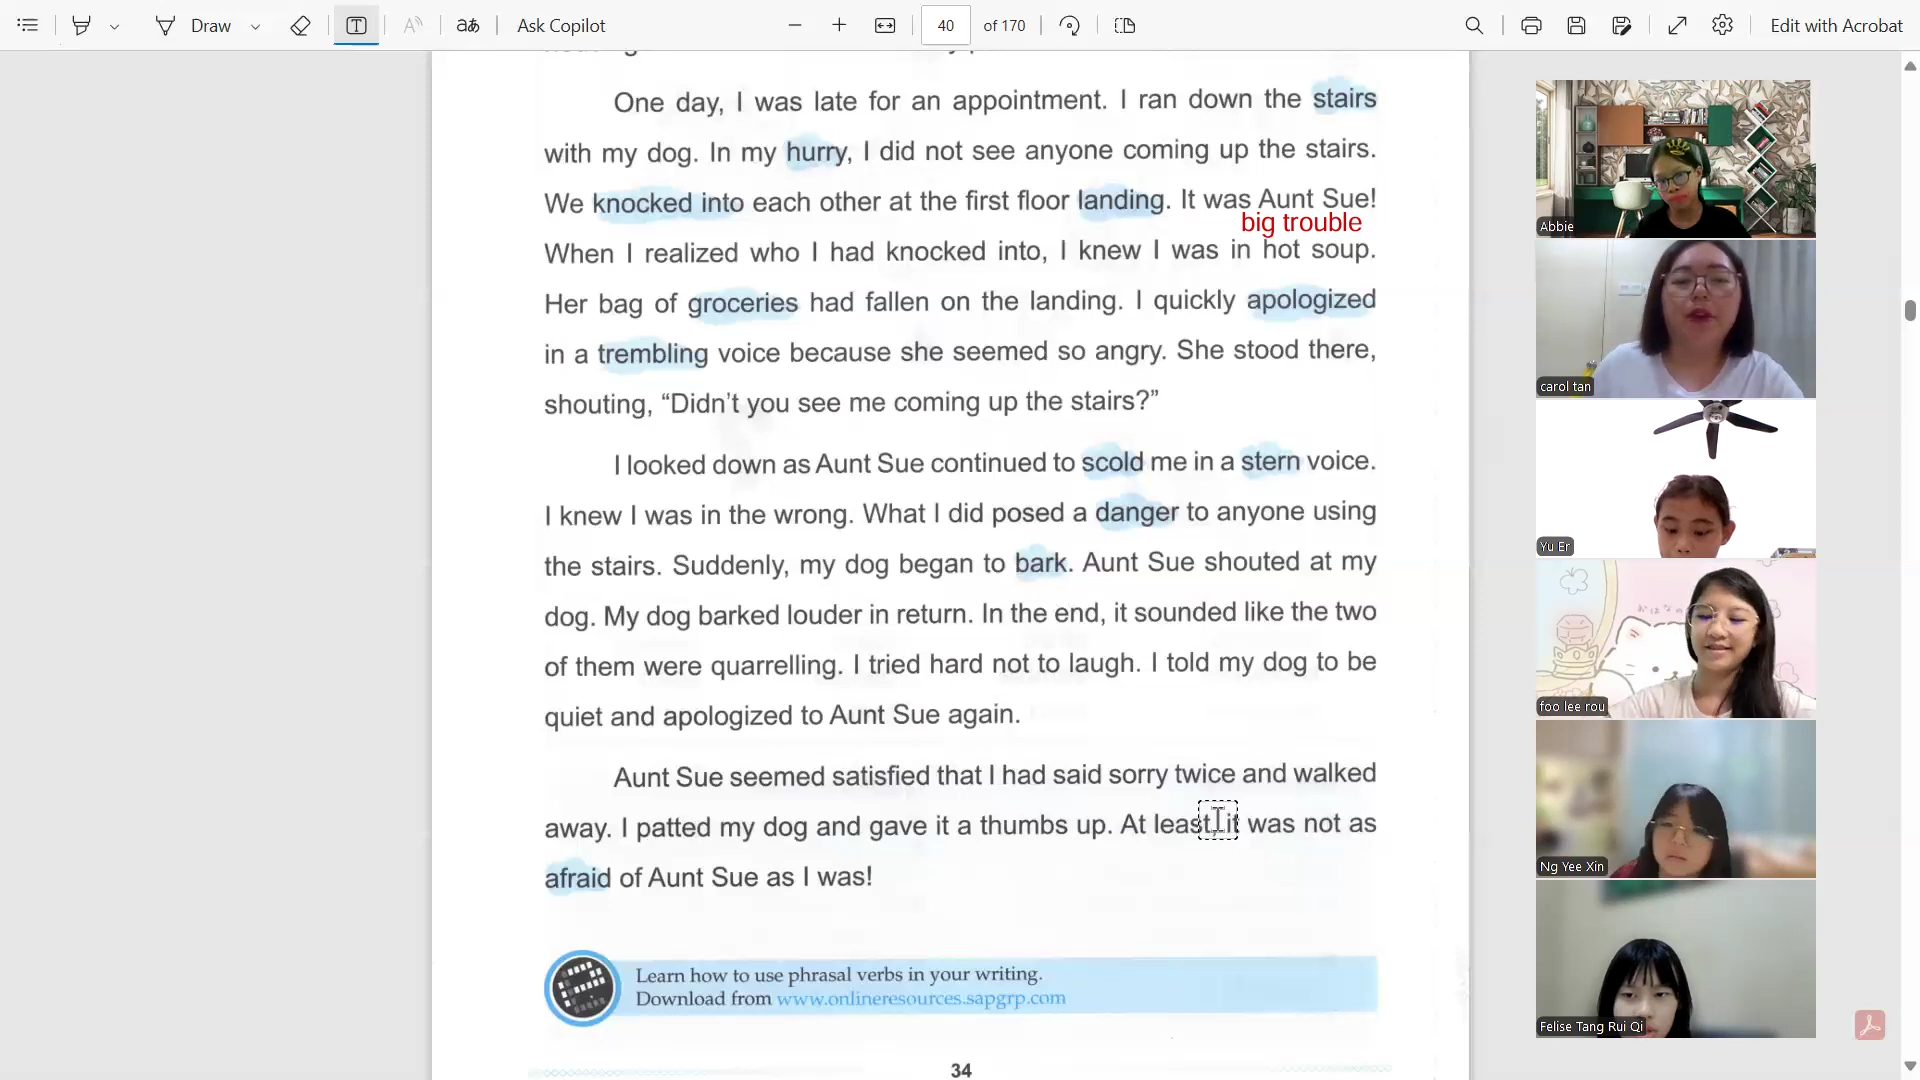 Draw
Ask Copilot
40 of 170
Edit with Acrobat
One day, I was late for an appointment. I ran down the stairs
with my dog. In my hurry, I did not see anyone coming up the stairs.
We knocked into each other at the first floor landing. It was Aunt Sue!
big trouble
When I realized who I had knocked into, I knew I was in hot soup.
Her bag of groceries had fallen on the landing. I quickly apologized
in a trembling voice because she seemed so angry. She stood there,
shouting, “Didn’t you see me coming up the stairs?”
I looked down as Aunt Sue continued to scold me in a stern voice.
I knew I was in the wrong. What I did posed a danger to anyone using
the stairs. Suddenly, my dog began to bark. Aunt Sue shouted at my
dog. My dog barked louder in return. In the end, it sounded like the two
of them were quarrelling. I tried hard not to laugh. I told my dog to be
quiet and apologized to Aunt Sue again.
Aunt Sue seemed satisfied that I had said sorry twice and walked
away. I patted my dog and gave it a thumbs up. At least, it was not as
afraid of Aunt Sue as I was!
Learn how to use phrasal verbs in your writing.
Download from www.onlineresources.sapgrp.com
34
Abbie
carol tan
Yu Er
foo lee rou
Ng Yee Xin
Felise Tang Rui Qi